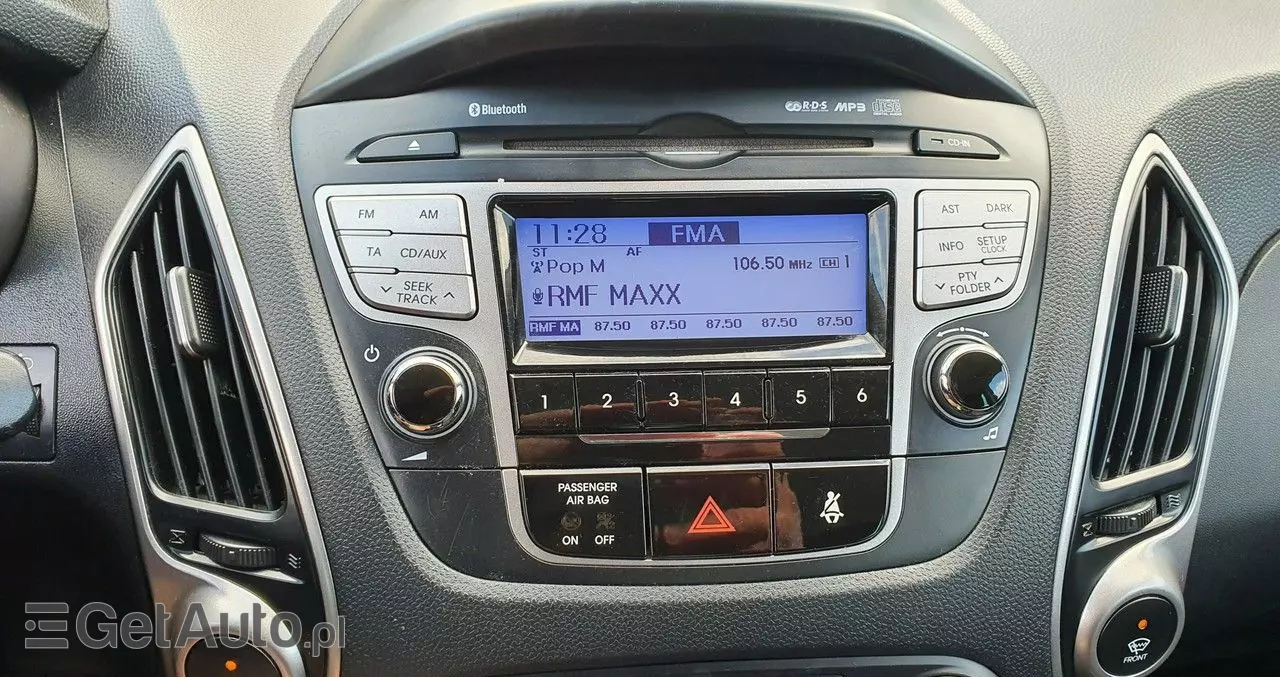 Bluetooth
R·D·S MP3 disc
DIGITAL AUDIO
CD-IN
FM AM
TA CD/AUX
SEEK
TRACK
AST DARK
INFO SETUP
CLOCK
PTY
FOLDER
11:28 FMA
ST AF
Pop M 106.50 MHz CH 1
RMF MAXX
RMF MA 87.50 87.50 87.50 87.50 87.50
1 2 3 4 5 6
PASSENGER
AIR BAG
ON OFF
FRONT
GetAuto.pl